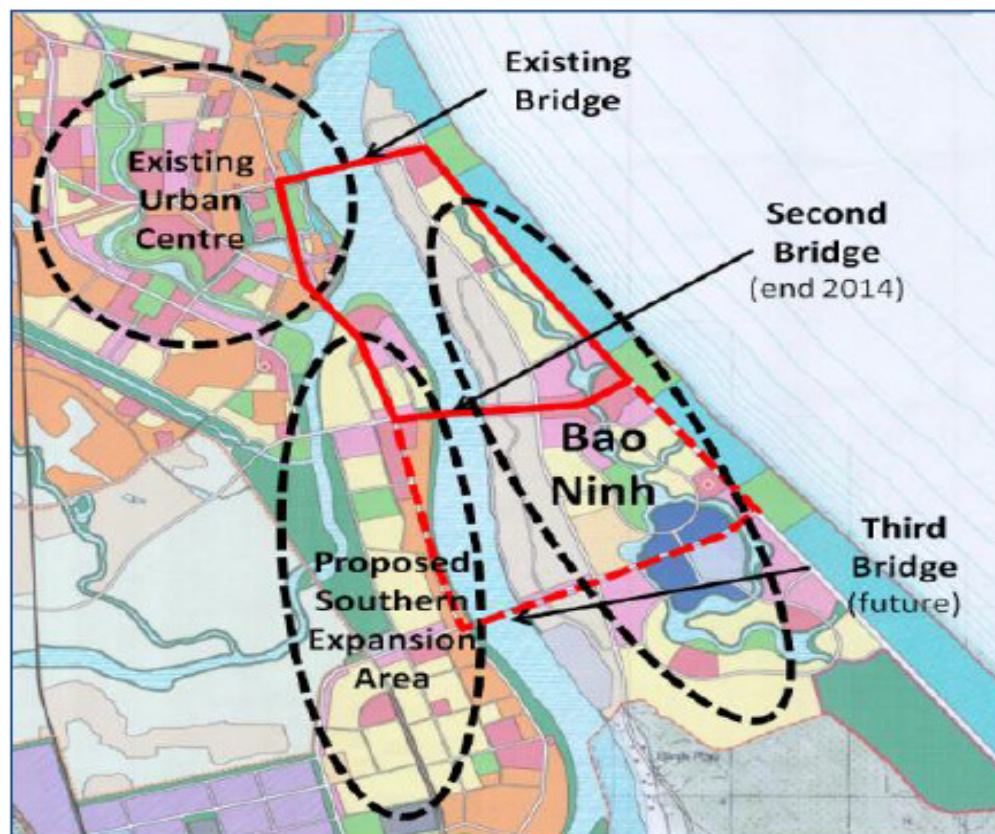 Existing
Bridge
Existing
Urban
Centre
Second
Bridge
(end 2014)
Bao
Ninh
Third
Bridge
(future)
Proposed
Southern
Expansion
Area